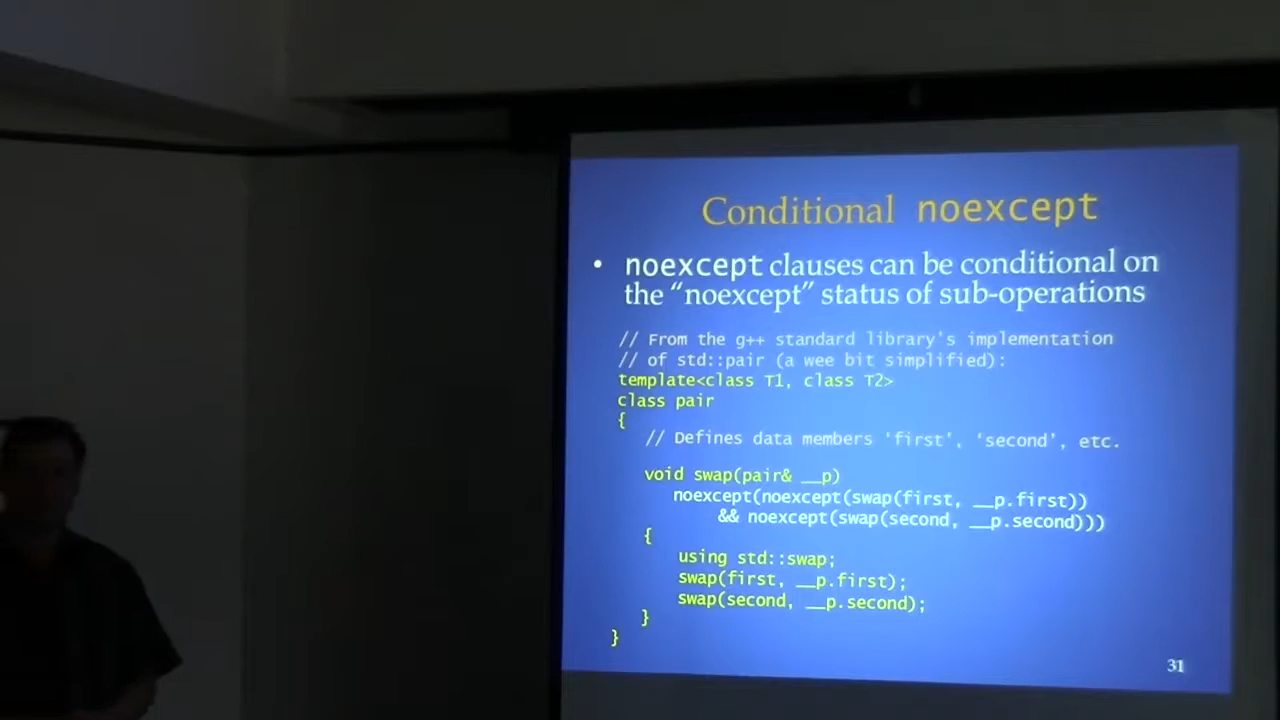 Conditional noexcept
• noexcept clauses can be conditional on
the “noexcept” status of sub-operations
// From the g++ standard library's implementation
// of std::pair (a wee bit simplified):
template<class T1, class T2>
class pair
{
// Defines data members ‘first’, ‘second’, etc.
void swap(pair& __p)
noexcept(noexcept(swap(first, __p.first))
&& noexcept(swap(second, __p.second)))
{
using std::swap;
swap(first, __p.first);
swap(second, __p.second);
}
}
31